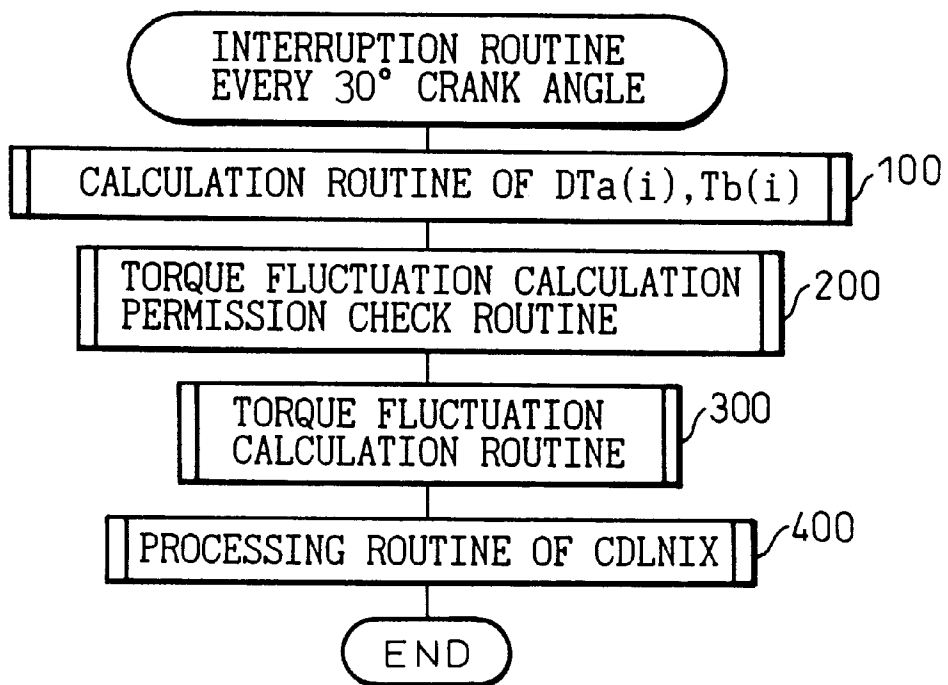 INTERRUPTION ROUTINE
EVERY 30° CRANK ANGLE
CALCULATION ROUTINE OF DTa(i),Tb(i)
100
TORQUE FLUCTUATION CALCULATION
PERMISSION CHECK ROUTINE
200
TORQUE FLUCTUATION
CALCULATION ROUTINE
300
PROCESSING ROUTINE OF CDLNIX
400
END